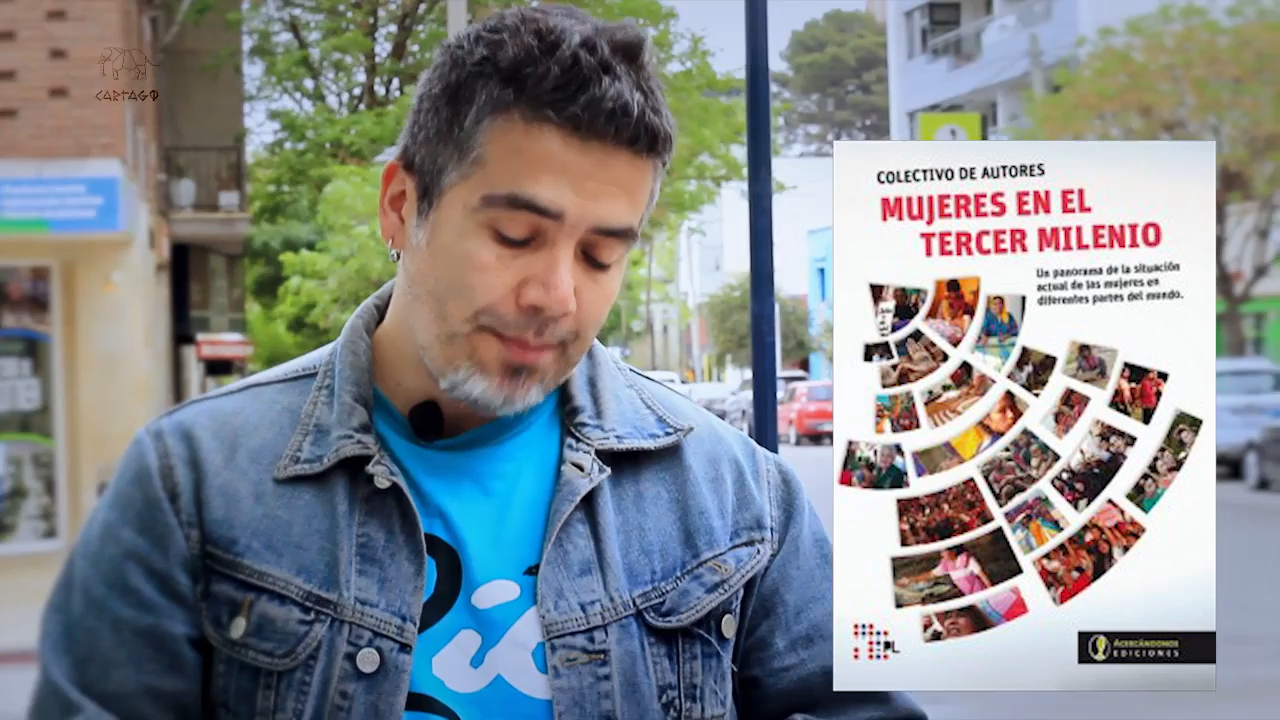 CARTAGO
COLECTIVO DE AUTORES
MUJERES EN EL
TERCER MILENIO
Un panorama de la situación
actual de las mujeres en
diferentes partes del mundo.
Río
PL
ACERCÁNDONOS
EDICIONES